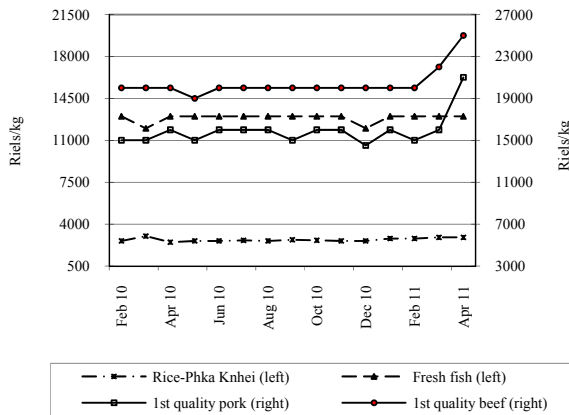 21500
18000
14500
11000
7500
4000
500
Riels/kg
27000
23000
19000
15000
11000
7000
3000
Riels/kg
Feb 10
Apr 10
Jun 10
Aug 10
Oct 10
Dec 10
Feb 11
Apr 11
Rice-Phka Knhei (left)
Fresh fish (left)
1st quality pork (right)
1st quality beef (right)